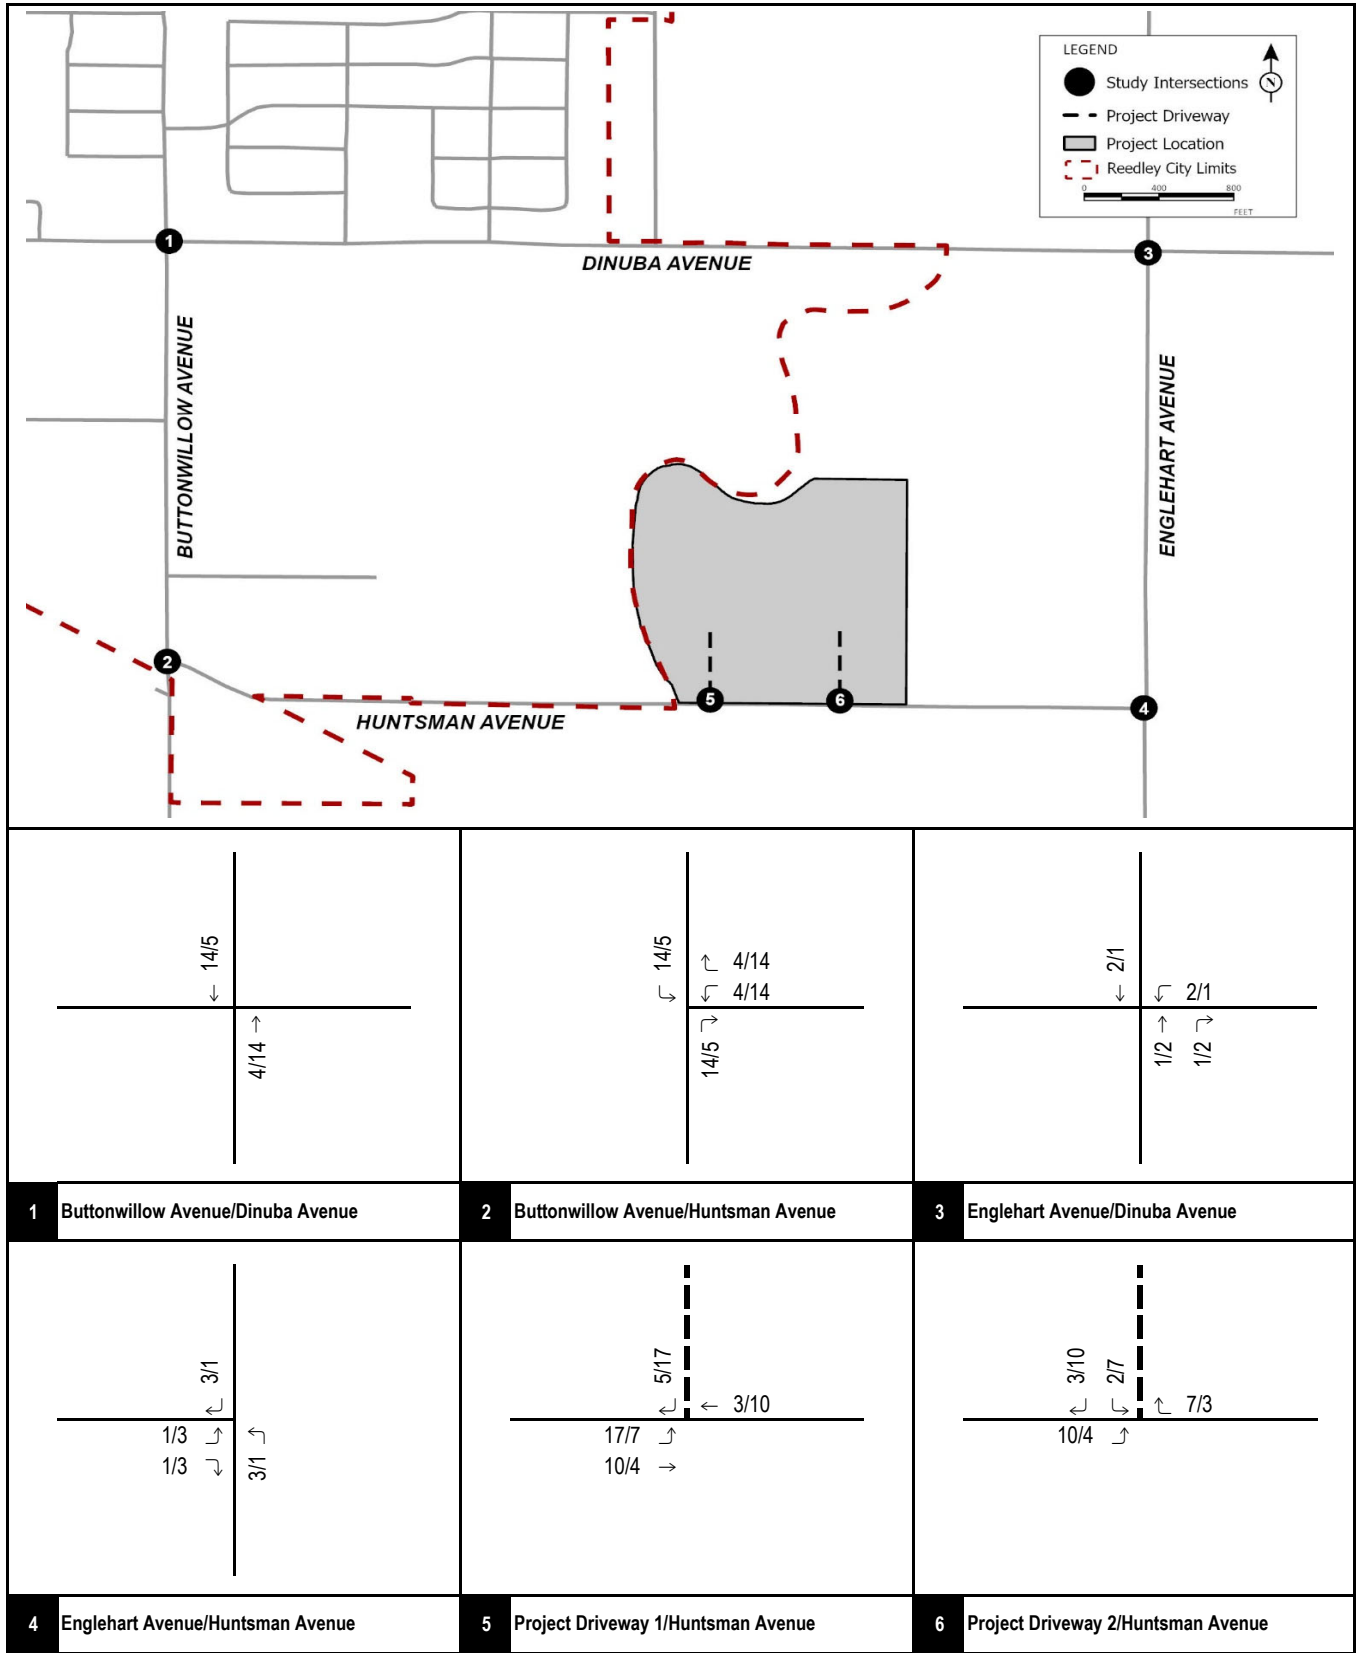 LEGEND
Study Intersections
N
Project Driveway
Project Location
Reedley City Limits
0 400 800
FEET
1
3
DINUBA AVENUE
BUTTONWILLOW AVENUE
ENGLEHART AVENUE
2
5
6
4
HUNTSMAN AVENUE
14/5
4/14
1 Buttonwillow Avenue/Dinuba Avenue
14/5
4/14
4/14
14/5
2 Buttonwillow Avenue/Huntsman Avenue
2/1
2/1
1/2
1/2
3 Englehart Avenue/Dinuba Avenue
3/1
1/3
1/3
3/1
4 Englehart Avenue/Huntsman Avenue
5/17
3/10
17/7
10/4
5 Project Driveway 1/Huntsman Avenue
3/10
2/7
7/3
10/4
6 Project Driveway 2/Huntsman Avenue